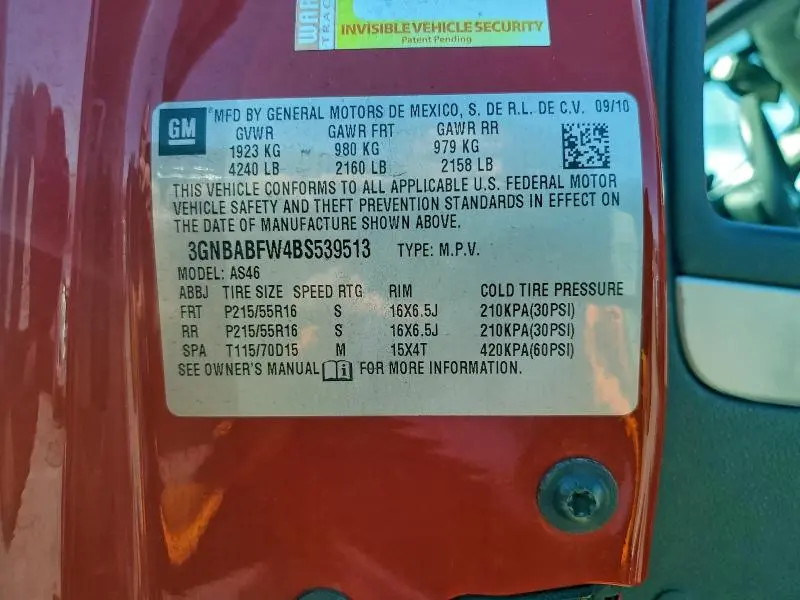 WAR
TRAC
INVISIBLE VEHICLE SECURITY
Patent Pending
GM ® MFD BY GENERAL MOTORS DE MEXICO, S. DE R.L. DE C.V. 09/10
GVWR GAWR FRT GAWR RR
1923 KG 980 KG 979 KG
4240 LB 2160 LB 2158 LB
THIS VEHICLE CONFORMS TO ALL APPLICABLE U.S. FEDERAL MOTOR
VEHICLE SAFETY AND THEFT PREVENTION STANDARDS IN EFFECT ON
THE DATE OF MANUFACTURE SHOWN ABOVE.
3GNBABFW4BS539513 TYPE: M.P.V.
MODEL: AS46
ABBJ TIRE SIZE SPEED RTG RIM COLD TIRE PRESSURE
FRT P215/55R16 S 16X6.5J 210KPA(30PSI)
RR P215/55R16 S 16X6.5J 210KPA(30PSI)
SPA T115/70D15 M 15X4T 420KPA(60PSI)
SEE OWNER'S MANUAL i FOR MORE INFORMATION.